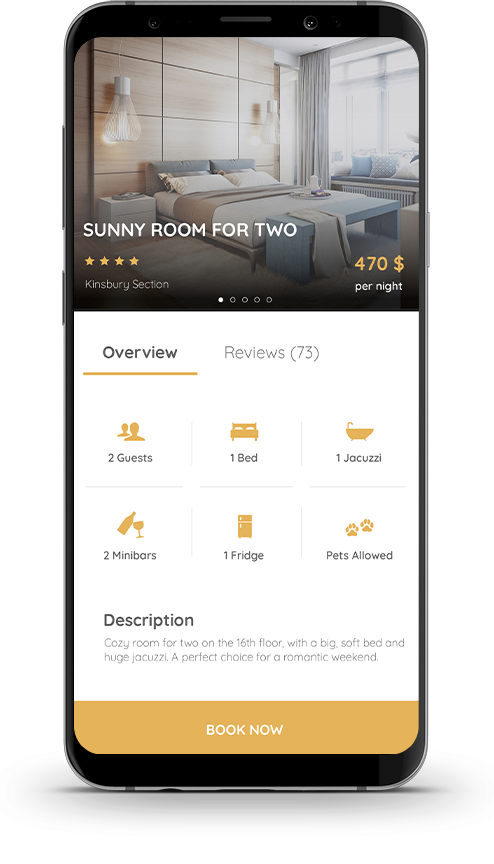 SUNNY ROOM FOR TWO
470 $
Kinsbury Section
per night
Overview
Reviews (73)
2 Guests
1 Bed
1 Jacuzzi
2 Minibars
1 Fridge
Pets Allowed
Description
Cozy room for two on the 16th floor, with a big, soft bed and
huge jacuzzi. A perfect choice for a romantic weekend.
BOOK NOW